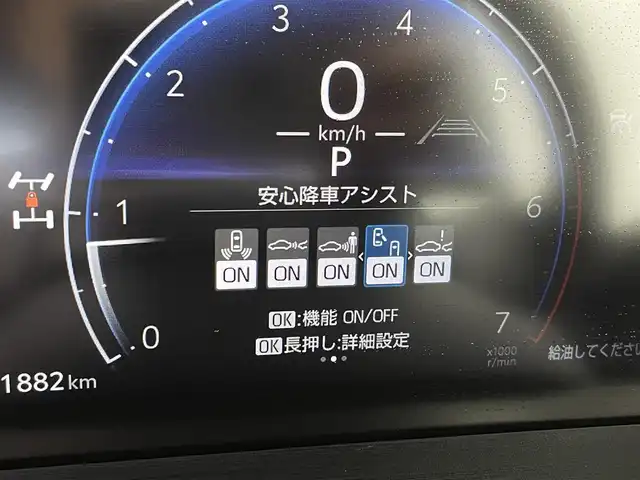 3
4
2
5
0
km/h
P
安心降車アシスト
1
6
ON ON ON ON ON
OK:機能 ON/OFF
OK長押し:詳細設定
0
7
x1000
r/min
給油してくださ
1882km